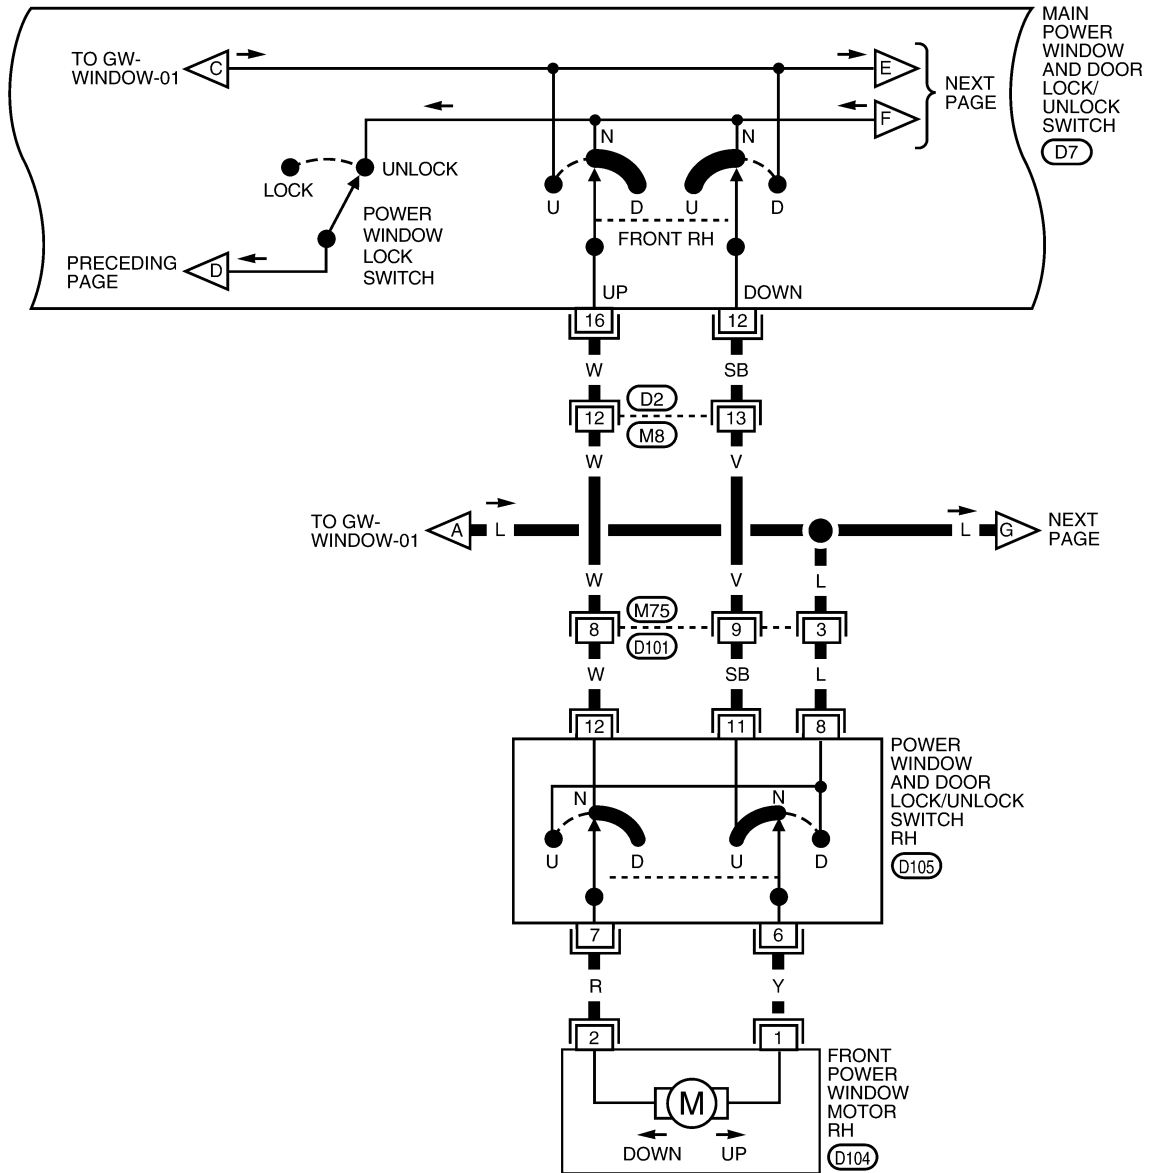 TO GW-
WINDOW-01
C
E
F
NEXT
PAGE
MAIN
POWER
WINDOW
AND DOOR
LOCK/
UNLOCK
SWITCH
D7
N
N
LOCK
UNLOCK
U
D
U
D
POWER
WINDOW
LOCK
SWITCH
FRONT RH
PRECEDING
PAGE
D
UP
DOWN
16
12
W
SB
D2
12
13
M8
W
V
TO GW-
WINDOW-01
A
L
L
G
NEXT
PAGE
W
V
L
M75
8
9
3
D101
W
SB
L
12
11
8
POWER
WINDOW
AND DOOR
LOCK/UNLOCK
SWITCH
RH
D105
N
N
U
D
U
D
7
6
R
Y
2
1
FRONT
POWER
WINDOW
MOTOR
RH
D104
M
DOWN
UP